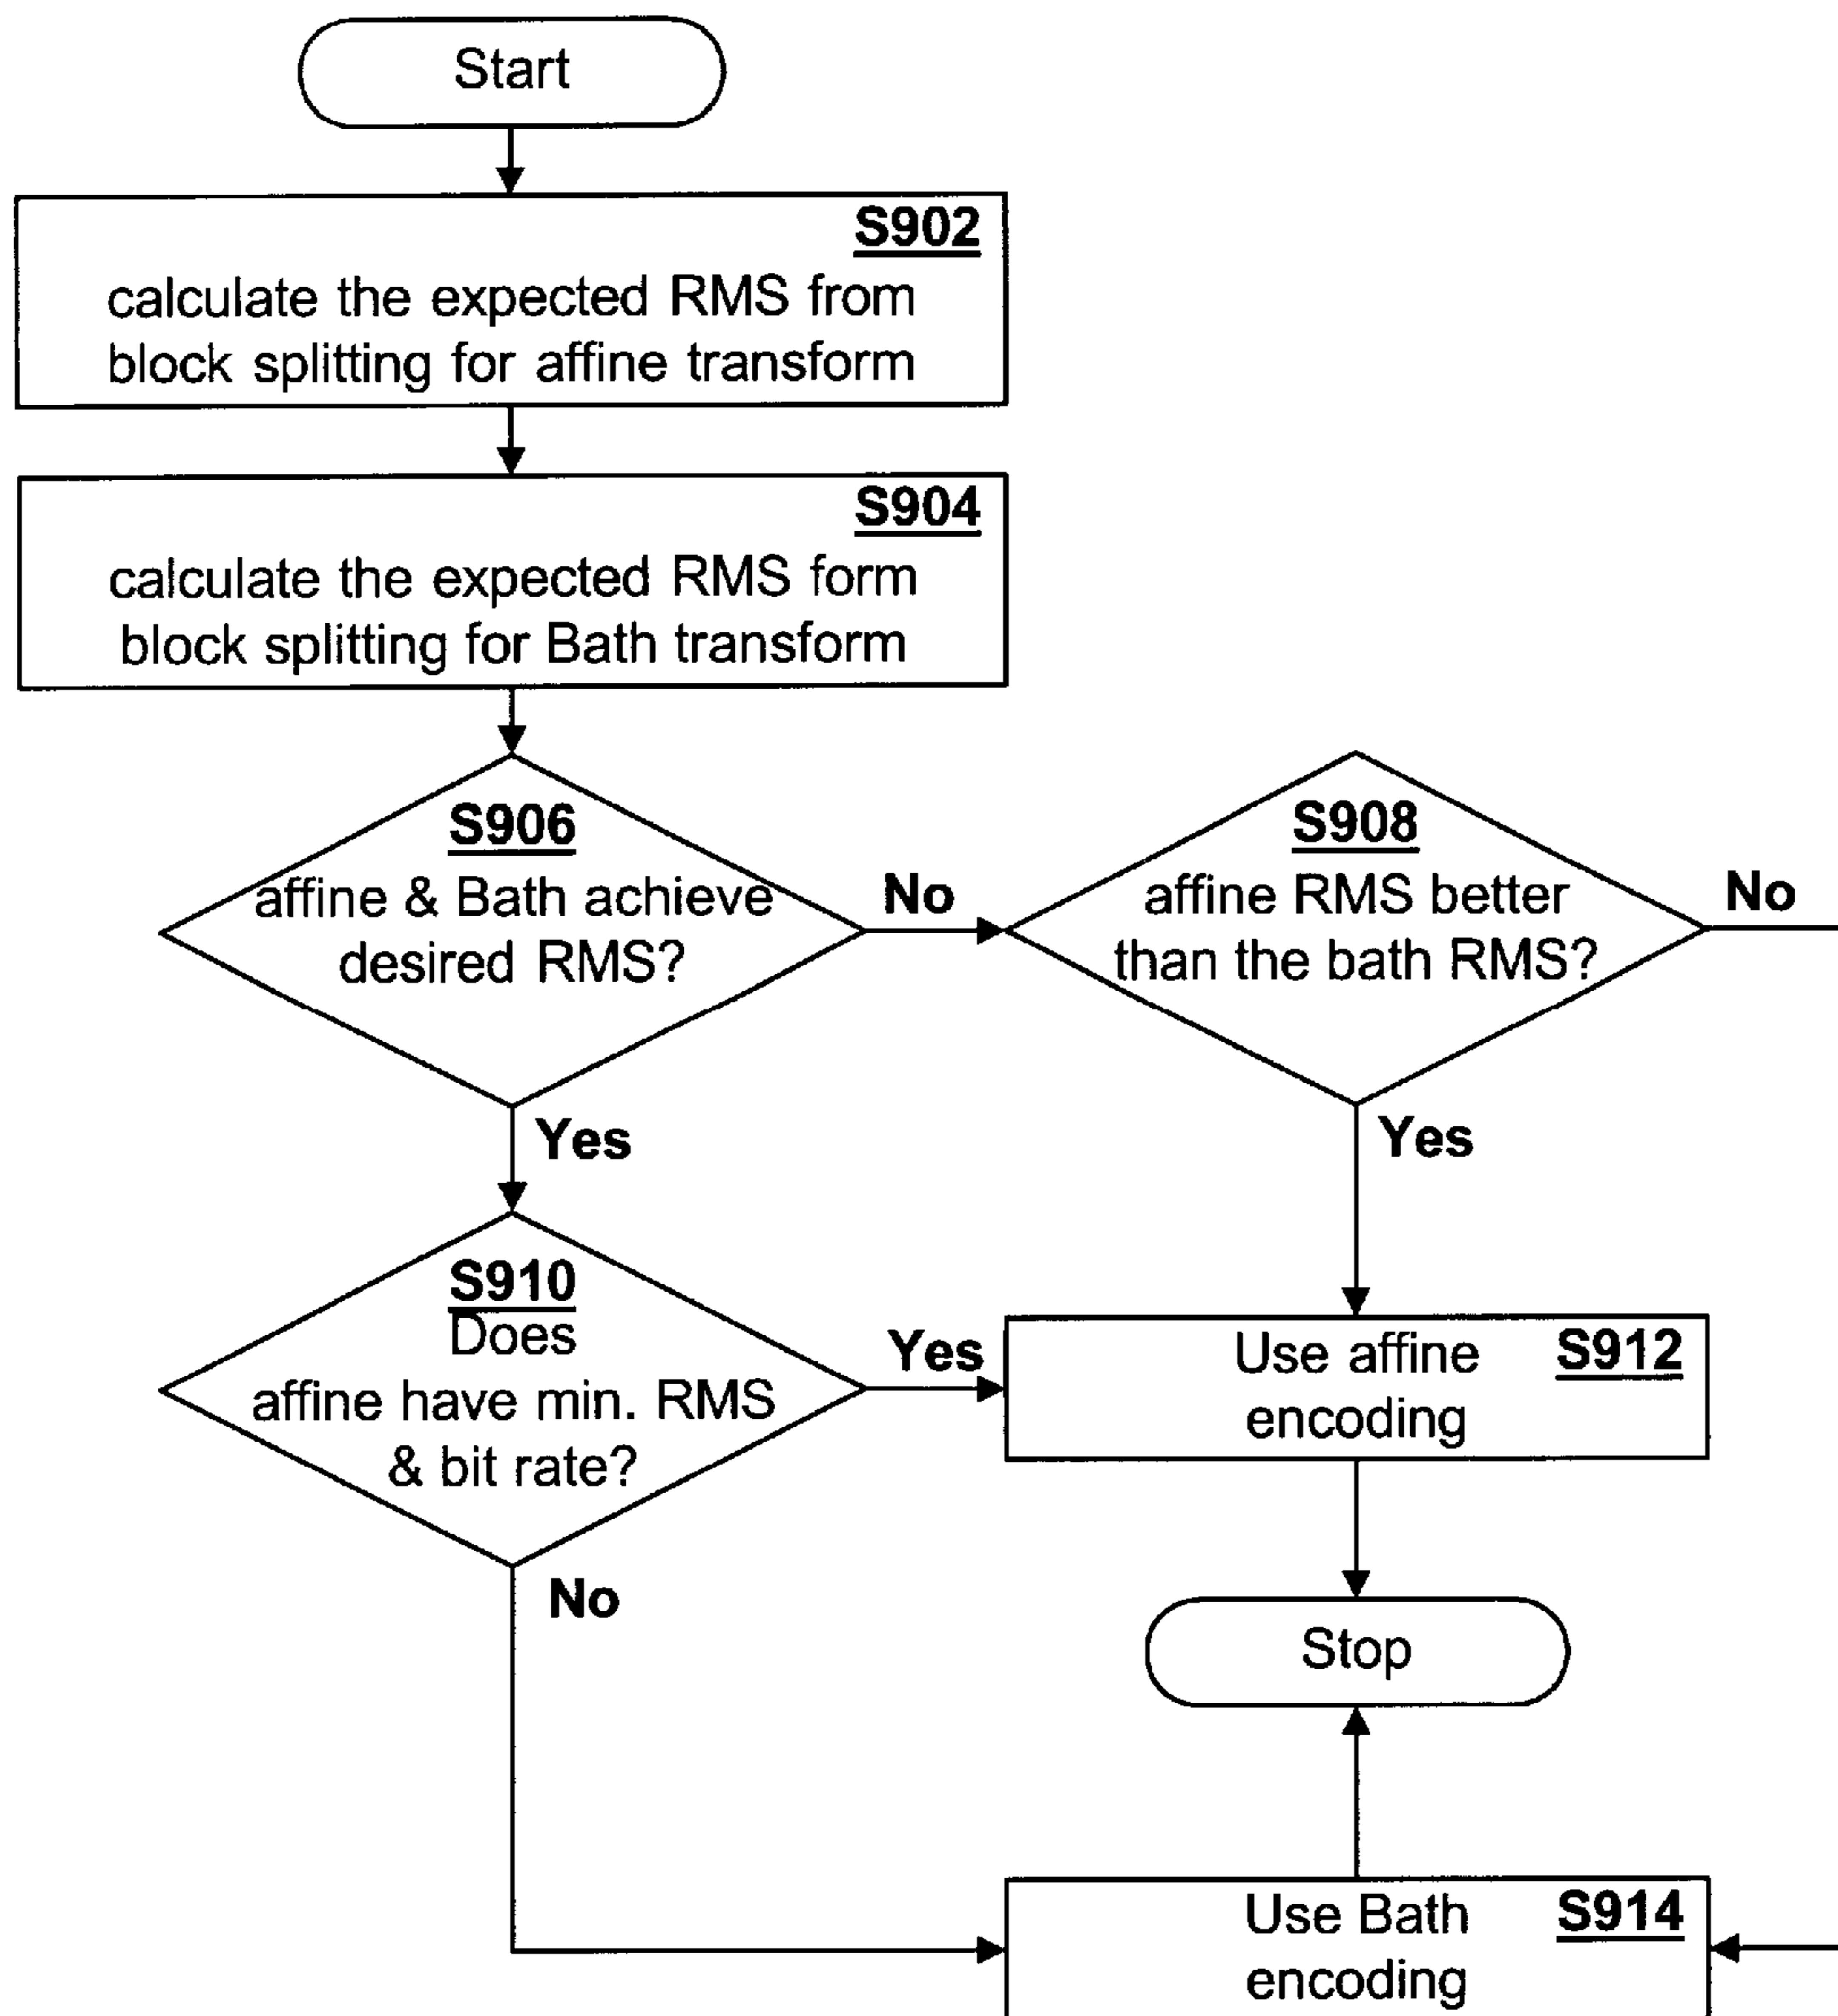 Start
S902
calculate the expected RMS from
block splitting for affine transform
S904
calculate the expected RMS form
block splitting for Bath transform
S906
affine & Bath achieve
desired RMS?
No
S908
affine RMS better
than the bath RMS?
No
Yes
Yes
S910
Does
affine have min. RMS
& bit rate?
Yes
Use affine
encoding
S912
No
Stop
Use Bath
encoding
S914